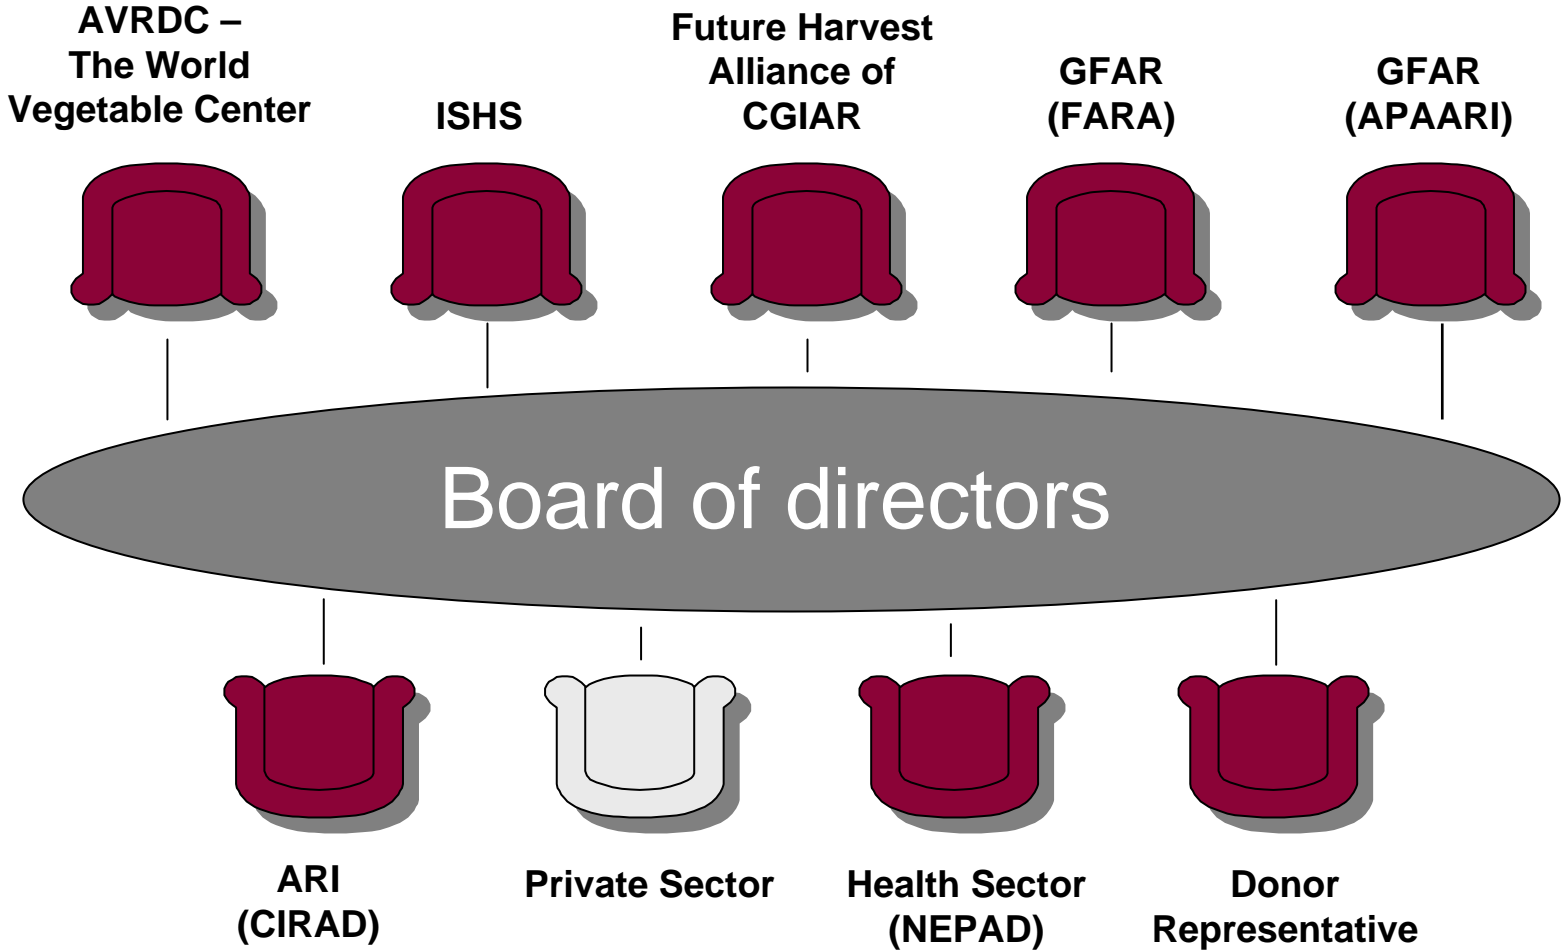 AVRDC –
The World
Vegetable Center
ISHS
Future Harvest
Alliance of
CGIAR
GFAR
(FARA)
GFAR
(APAARI)
Board of directors
ARI
(CIRAD)
Private Sector
Health Sector
(NEPAD)
Donor
Representative